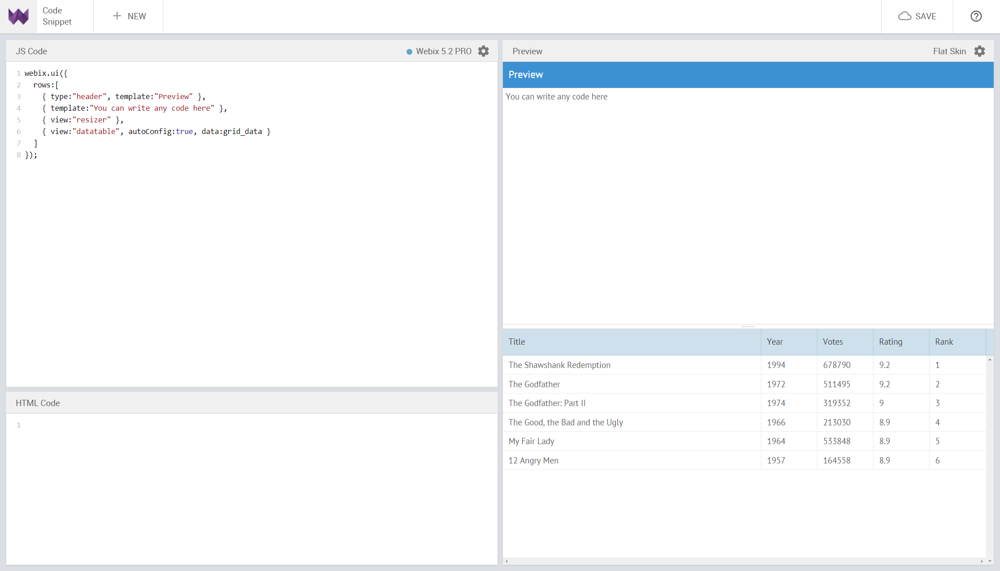 Code
Snippet
NEW
SAVE
JS Code
Webix 5.2 PRO
1 webix.ui({
2   rows:[
3     { type:"header", template:"Preview" },
4     { template:"You can write any code here" },
5     { view:"resizer" },
6     { view:"datatable", autoConfig:true, data:grid_data }
7   ]
8 });
HTML Code
1
Preview
Flat Skin
Preview
You can write any code here
Title Year Votes Rating Rank
The Shawshank Redemption 1994 678790 9.2 1
The Godfather 1972 511495 9.2 2
The Godfather: Part II 1974 319352 9 3
The Good, the Bad and the Ugly 1966 213030 8.9 4
My Fair Lady 1964 533848 8.9 5
12 Angry Men 1957 164558 8.9 6